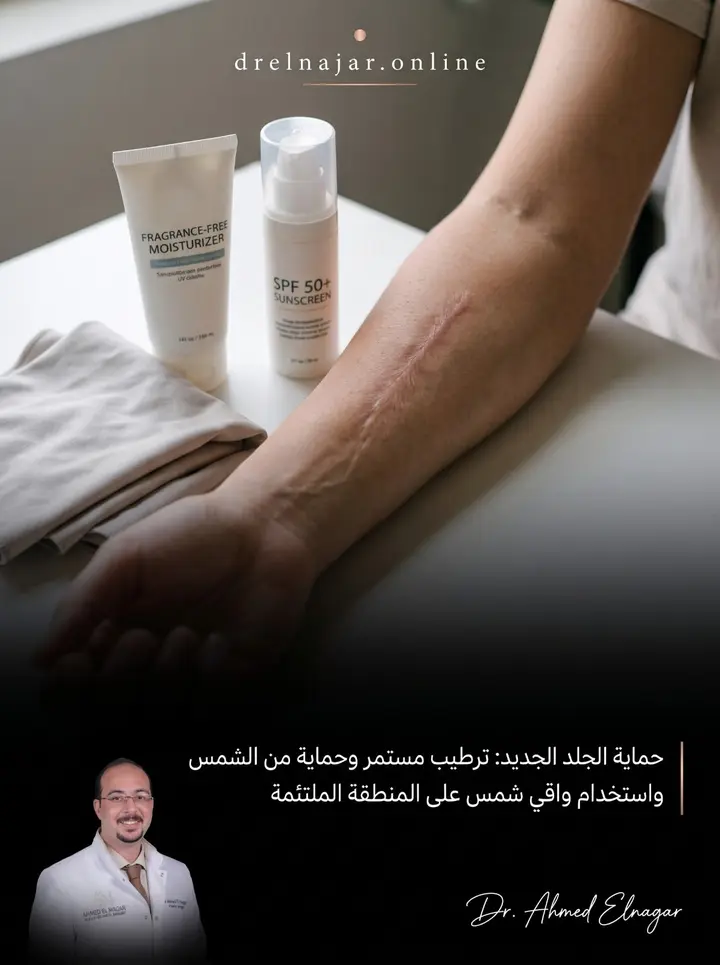 drelnajar.online
FRAGRANCE-FREE
MOISTURIZER
SPF 50+
SUNSCREEN
حماية الجلد الجديد: ترطيب مستمر وحماية من الشمس
واستخدام واقي شمس على المنطقة الملتئمة
Dr. Ahmed Elnagar